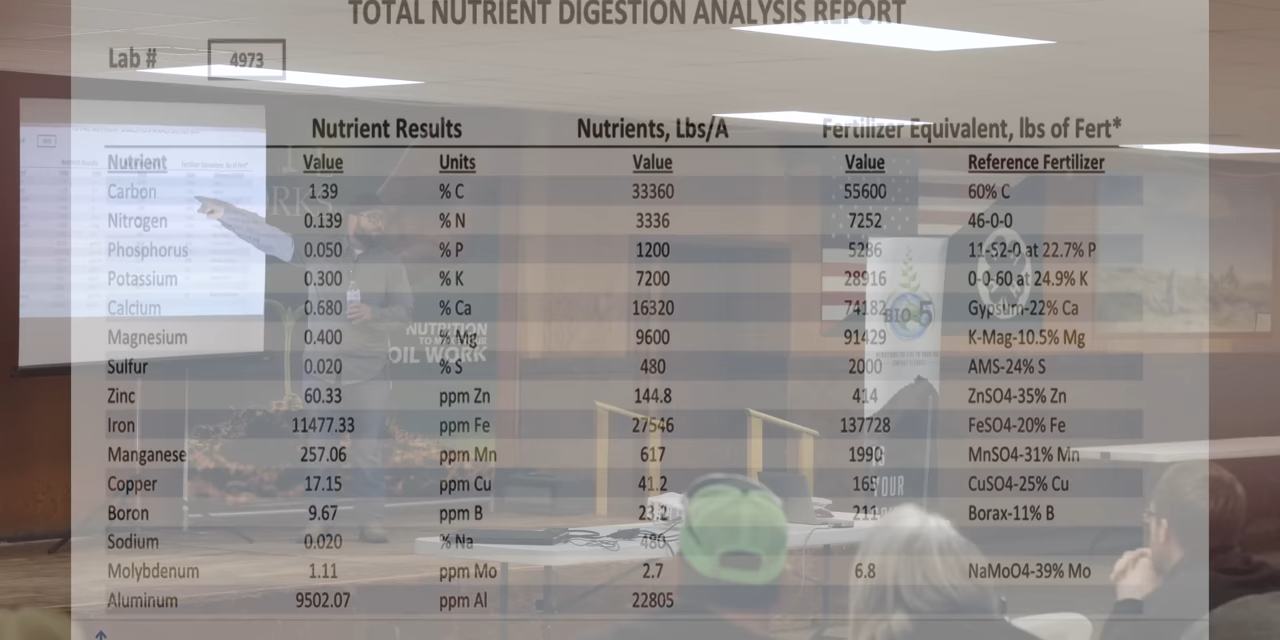 TOTAL NUTRIENT DIGESTION ANALYSIS REPORT
Lab # 4973
Nutrient Results Nutrients, Lbs/A Fertilizer Equivalent, lbs of Fert*
Nutrient Value Units Value Value Reference Fertilizer
Carbon 1.39 % C 33360 55600 60% C
Nitrogen 0.139 % N 3336 7252 46-0-0
Phosphorus 0.050 % P 1200 5286 11-52-0 at 22.7% P
Potassium 0.300 % K 7200 28916 0-0-60 at 24.9% K
Calcium 0.680 % Ca 16320 74182 Gypsum-22% Ca
Magnesium 0.400 % Mg 9600 91429 K-Mag-10.5% Mg
Sulfur 0.020 % S 480 2000 AMS-24% S
Zinc 60.33 ppm Zn 144.8 414 ZnSO4-35% Zn
Iron 11477.33 ppm Fe 27546 137728 FeSO4-20% Fe
Manganese 257.06 ppm Mn 617 1990 MnSO4-31% Mn
Copper 17.15 ppm Cu 41.2 165 CuSO4-25% Cu
Boron 9.67 ppm B 23.2 211 Borax-11% B
Sodium 0.020 % Na 480
Molybdenum 1.11 ppm Mo 2.7 6.8 NaMoO4-39% Mo
Aluminum 9502.07 ppm Al 22805
NUTRITION
OIL WORK
BIO 5
YOUR